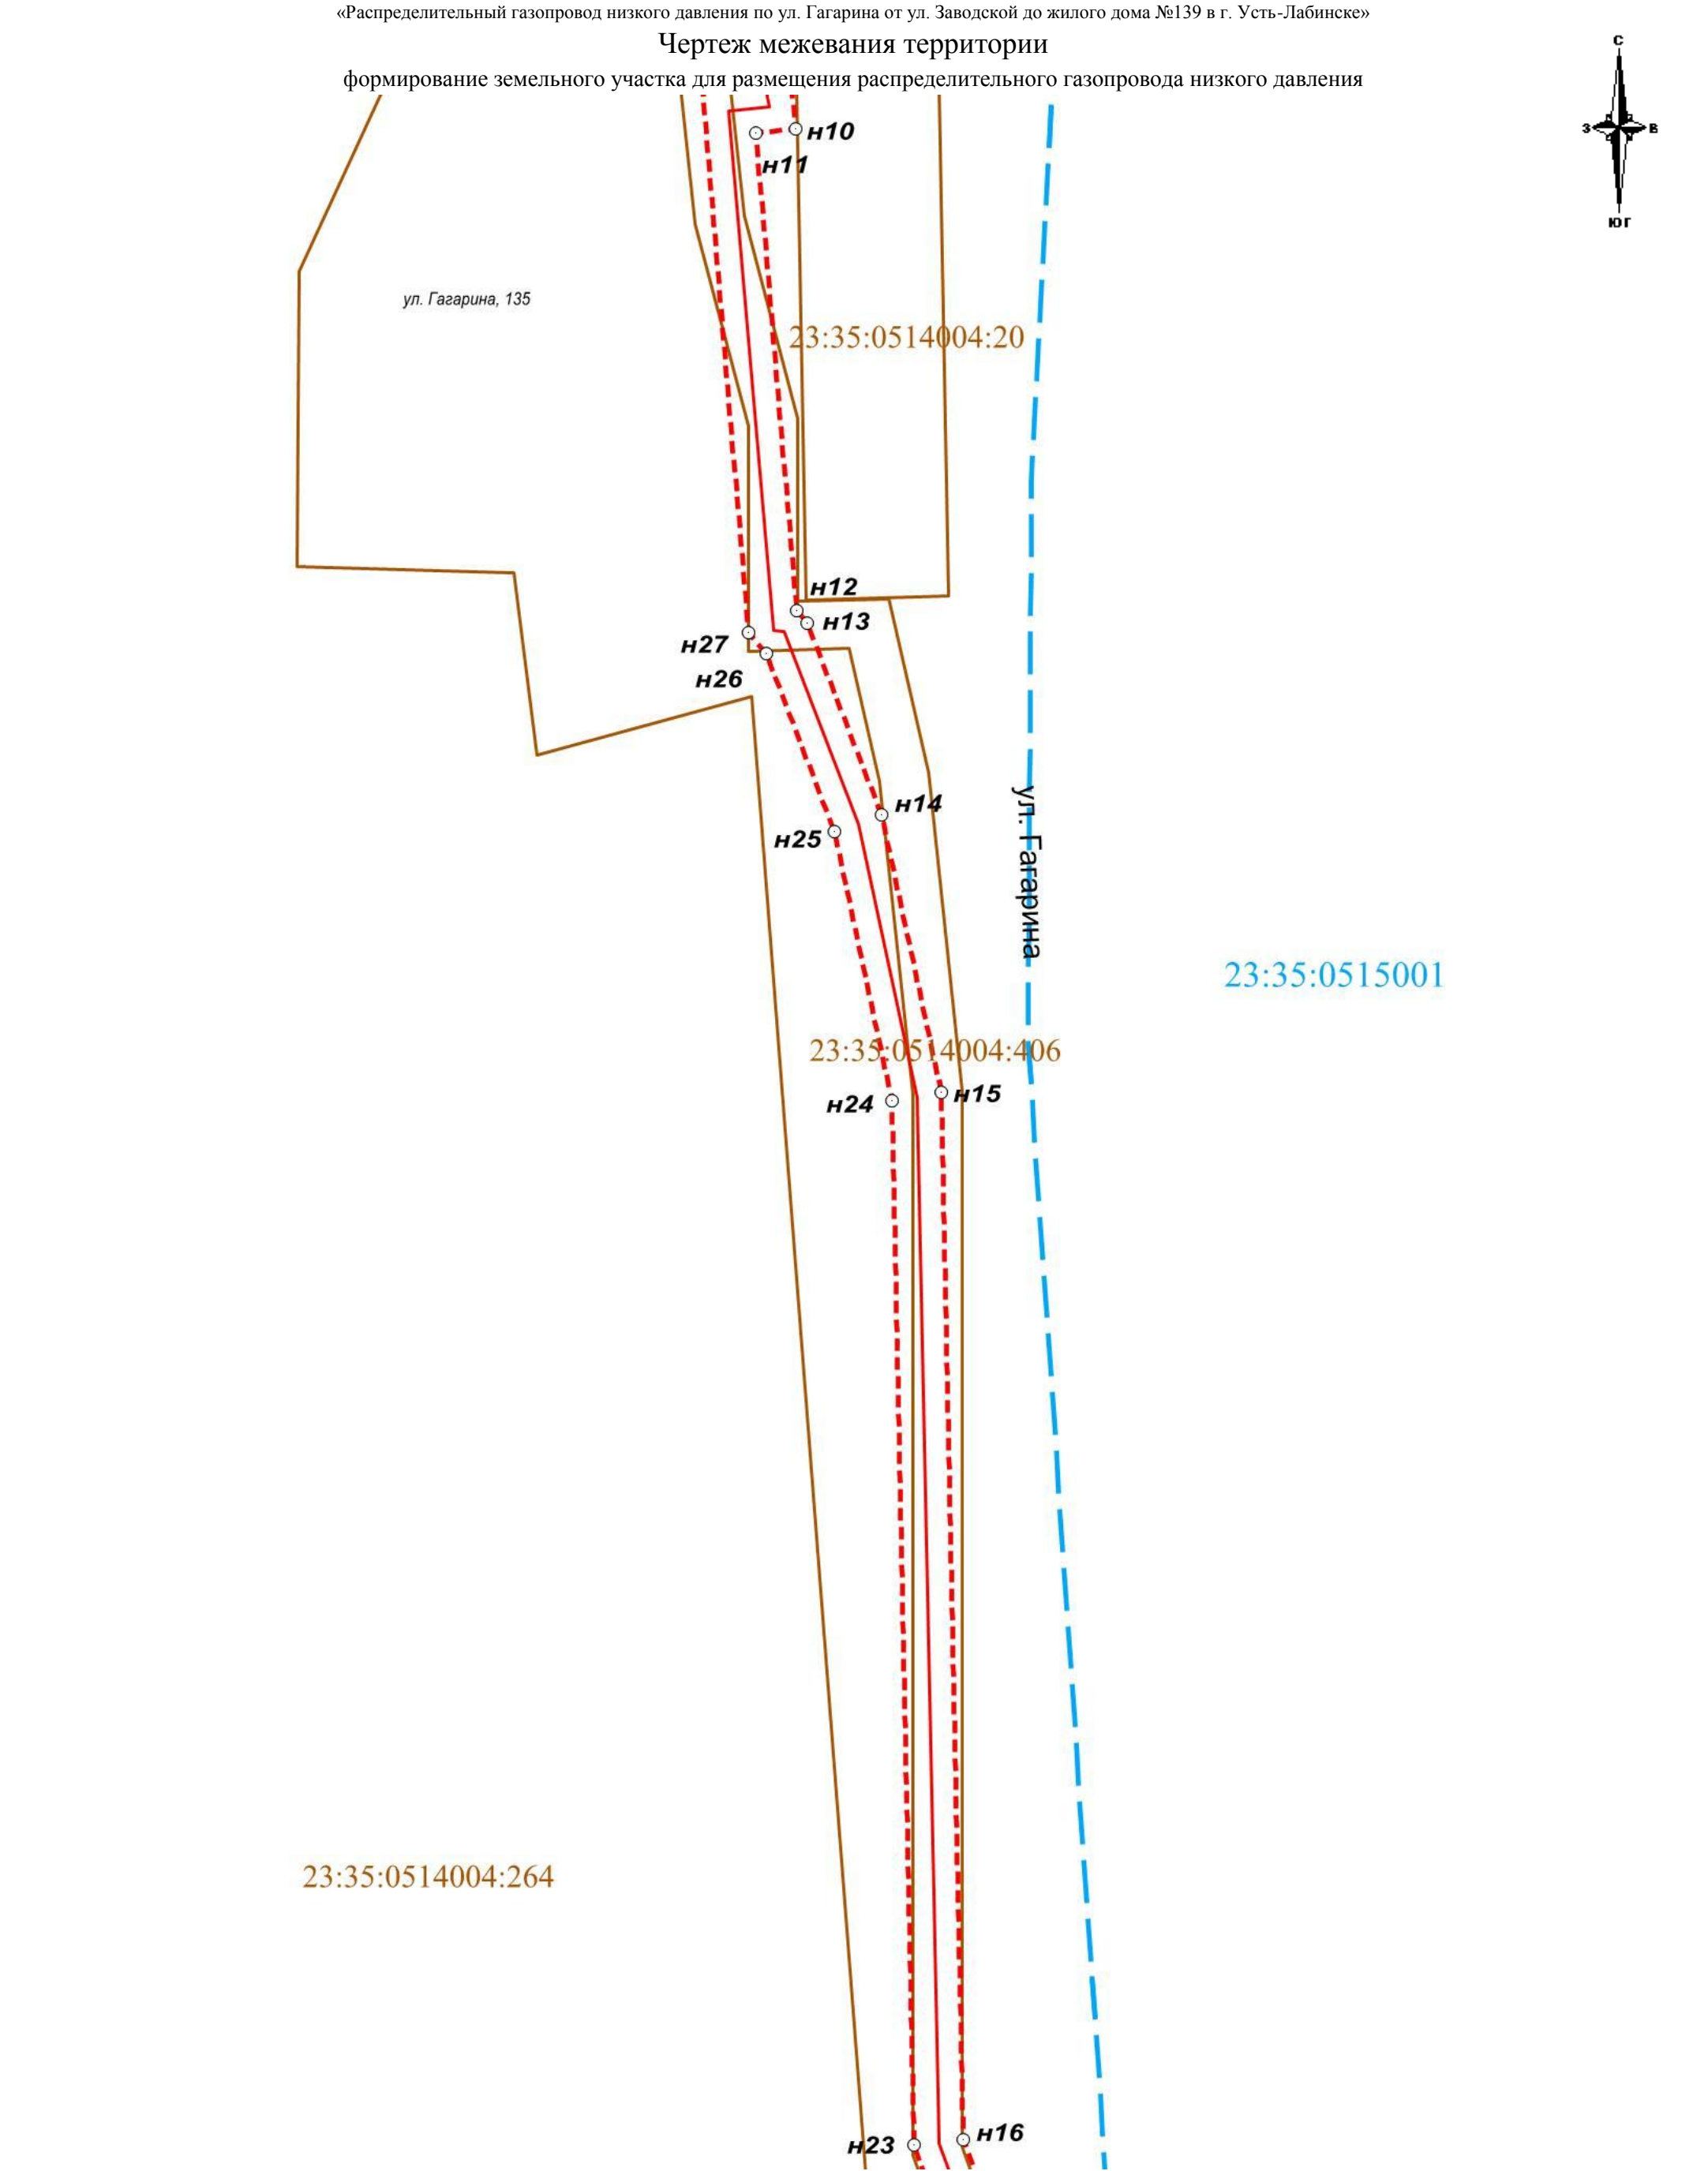 «Распределительный газопровод низкого давления по ул. Гагарина от ул. Заводской до жилого дома №139 в г. Усть-Лабинске»
Чертеж межевания территории
формирование земельного участка для размещения распределительного газопровода низкого давления
С
З
В
ЮГ
н10
н11
ул. Гагарина, 135
23:35:0514004:20
н12
н13
н27
н26
н14
н25
ул. Гагарина
23:35:0515001
23:35:0514004:406
н15
н24
23:35:0514004:264
н16
н23